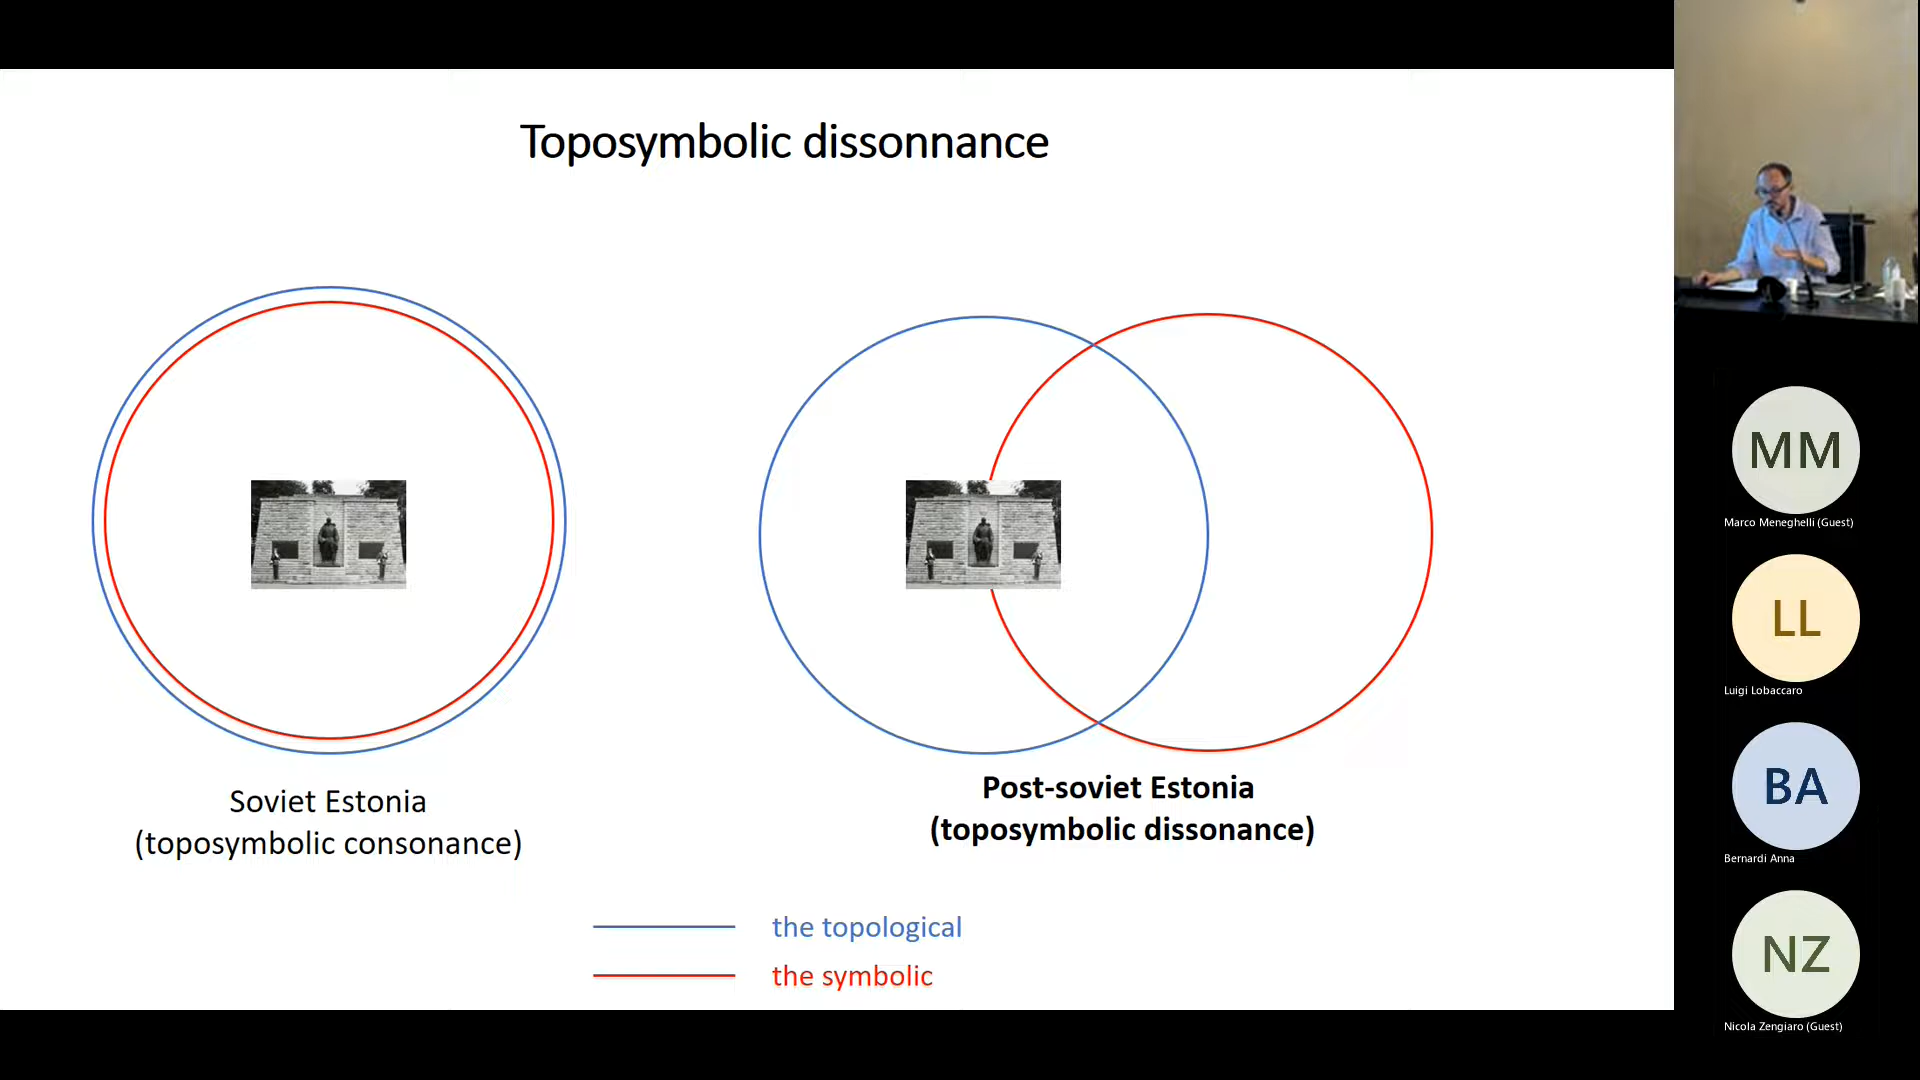 Toposymbolic dissonnance
Soviet Estonia
(toposymbolic consonance)
Post-soviet Estonia
(toposymbolic dissonance)
the topological
the symbolic
MM
Marco Meneghelli (Guest)
LL
Luigi Lobaccaro
BA
Bernardi Anna
NZ
Nicola Zengiaro (Guest)